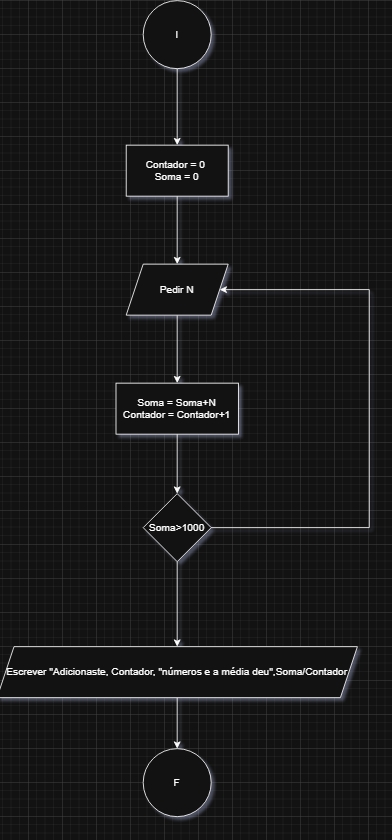 I
Contador = 0
Soma = 0
Pedir N
Soma = Soma+N
Contador = Contador+1
Soma>1000
Escrever "Adicionaste, Contador, "números e a média deu",Soma/Contador
F